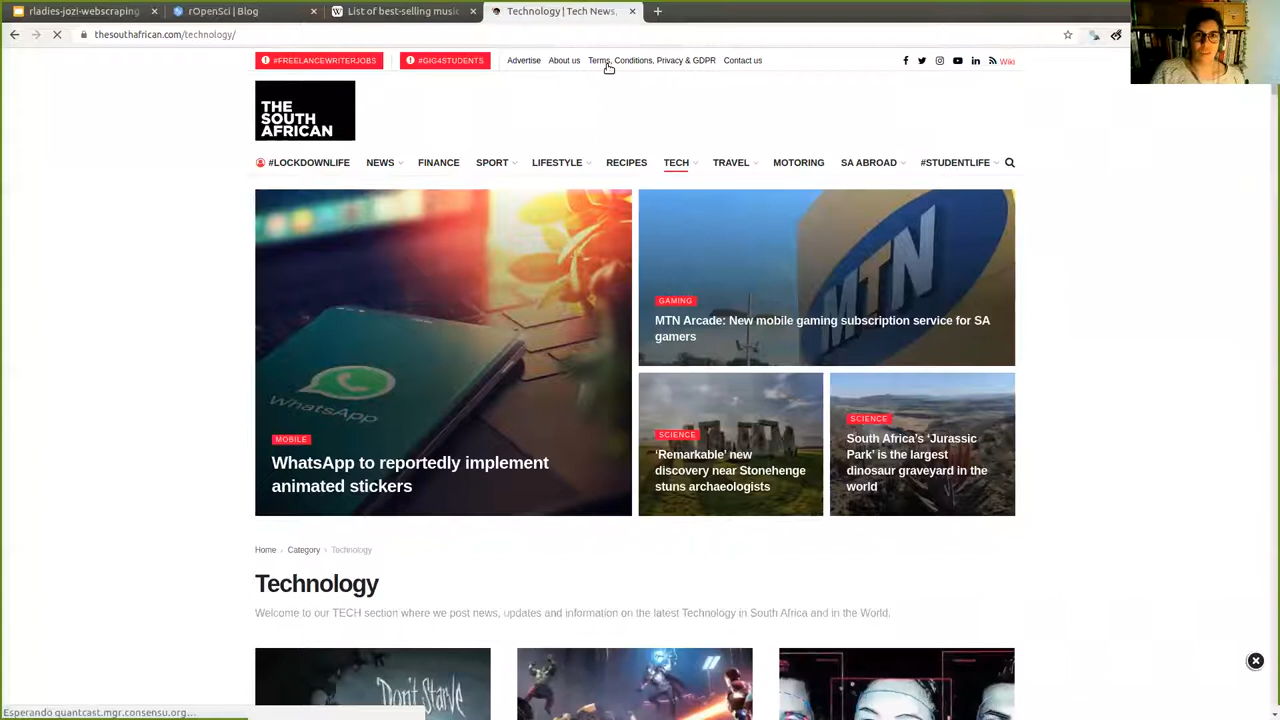 rladies-jozi-webscraping
rOpenSci | Blog
List of best-selling music
Technology | Tech News,
thesouthafrican.com/technology/
#FREELANCEWRITERJOBS
#GIG4STUDENTS
Advertise
About us
Terms, Conditions, Privacy & GDPR
Contact us
Wiki
THE
SOUTH
AFRICAN
#LOCKDOWNLIFE
NEWS
FINANCE
SPORT
LIFESTYLE
RECIPES
TECH
TRAVEL
MOTORING
SA ABROAD
#STUDENTLIFE
WhatsApp
MOBILE
WhatsApp to reportedly implement
animated stickers
MTN
GAMING
MTN Arcade: New mobile gaming subscription service for SA
gamers
SCIENCE
‘Remarkable’ new
discovery near Stonehenge
stuns archaeologists
SCIENCE
South Africa’s ‘Jurassic
Park’ is the largest
dinosaur graveyard in the
world
Home
Category
Technology
Technology
Welcome to our TECH section where we post news, updates and information on the latest Technology in South Africa and in the World.
Don't Starve
Esperando quantcast.mgr.consensu.org...